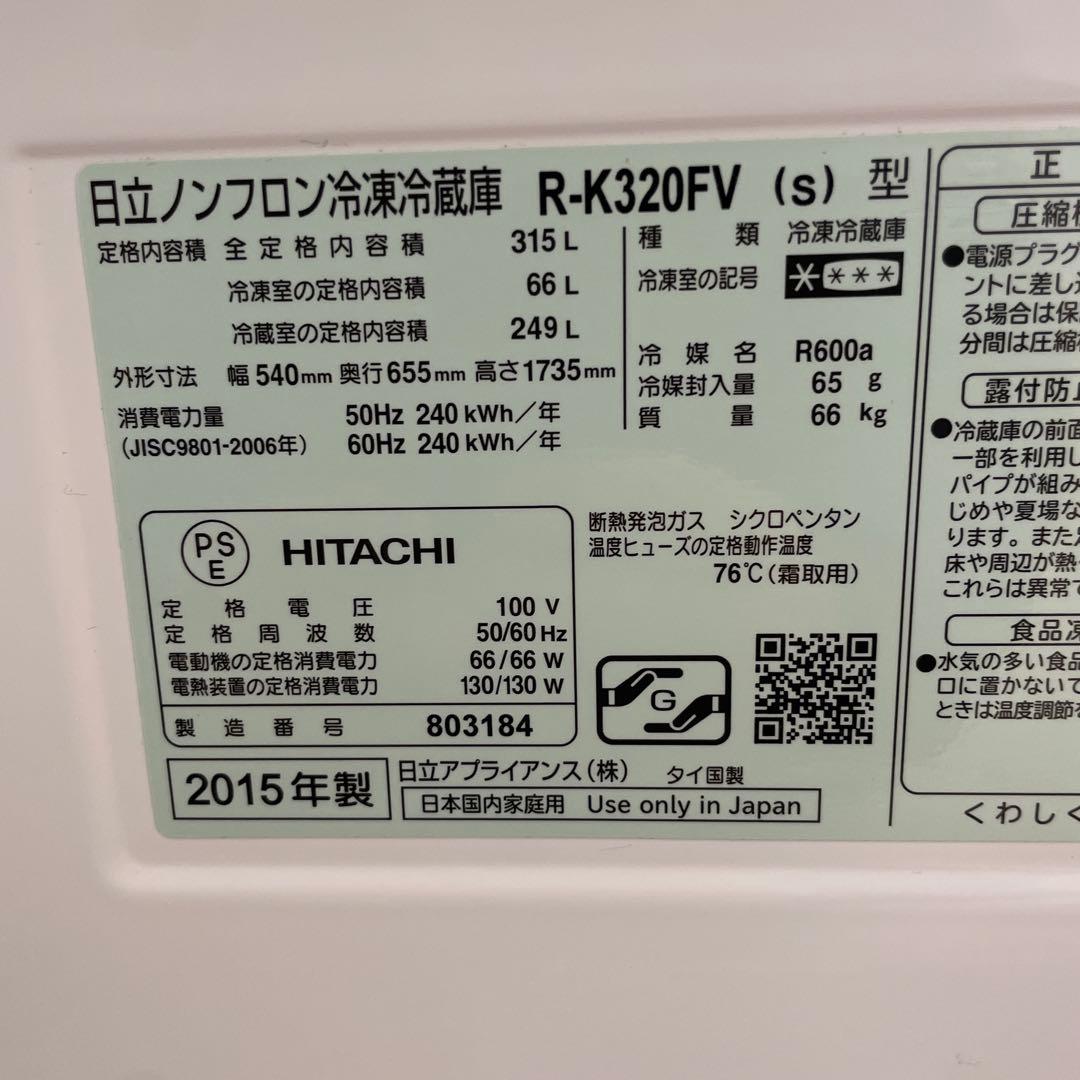 日立ノンフロン冷凍冷蔵庫 R-K320FV (S) 型
定格内容積 全定格内容積 315 L
冷凍室の定格内容積 66 L
冷蔵室の定格内容積 249 L
外形寸法 幅 540mm 奥行 655mm 高さ 1735mm
消費電力量 50Hz 240 kWh/年
(JISC9801-2006年) 60Hz 240 kWh/年
種類 冷凍冷蔵庫
冷凍室の記号 ****
冷媒名 R600a
冷媒封入量 65 g
質量 66 kg
PS
E
HITACHI
定格電圧 100 V
定格周波数 50/60 Hz
電動機の定格消費電力 66/66 W
電熱装置の定格消費電力 130/130 W
製造番号 803184
断熱発泡ガス シクロペンタン
温度ヒューズの定格動作温度
76℃(霜取用)
G
2015年製
日立アプライアンス(株) タイ国製
日本国内家庭用 Use only in Japan
正
圧縮
●電源プラグ
ントに差し
る場合は保
分間は圧縮
露付防止
●冷蔵庫の前面
一部を利用し
パイプが組み
じめや夏場な
ります。また
床や周辺が熱
これらは異常で
食品凍
●水気の多い食品
口に置かないで
ときは温度調節
くわしく